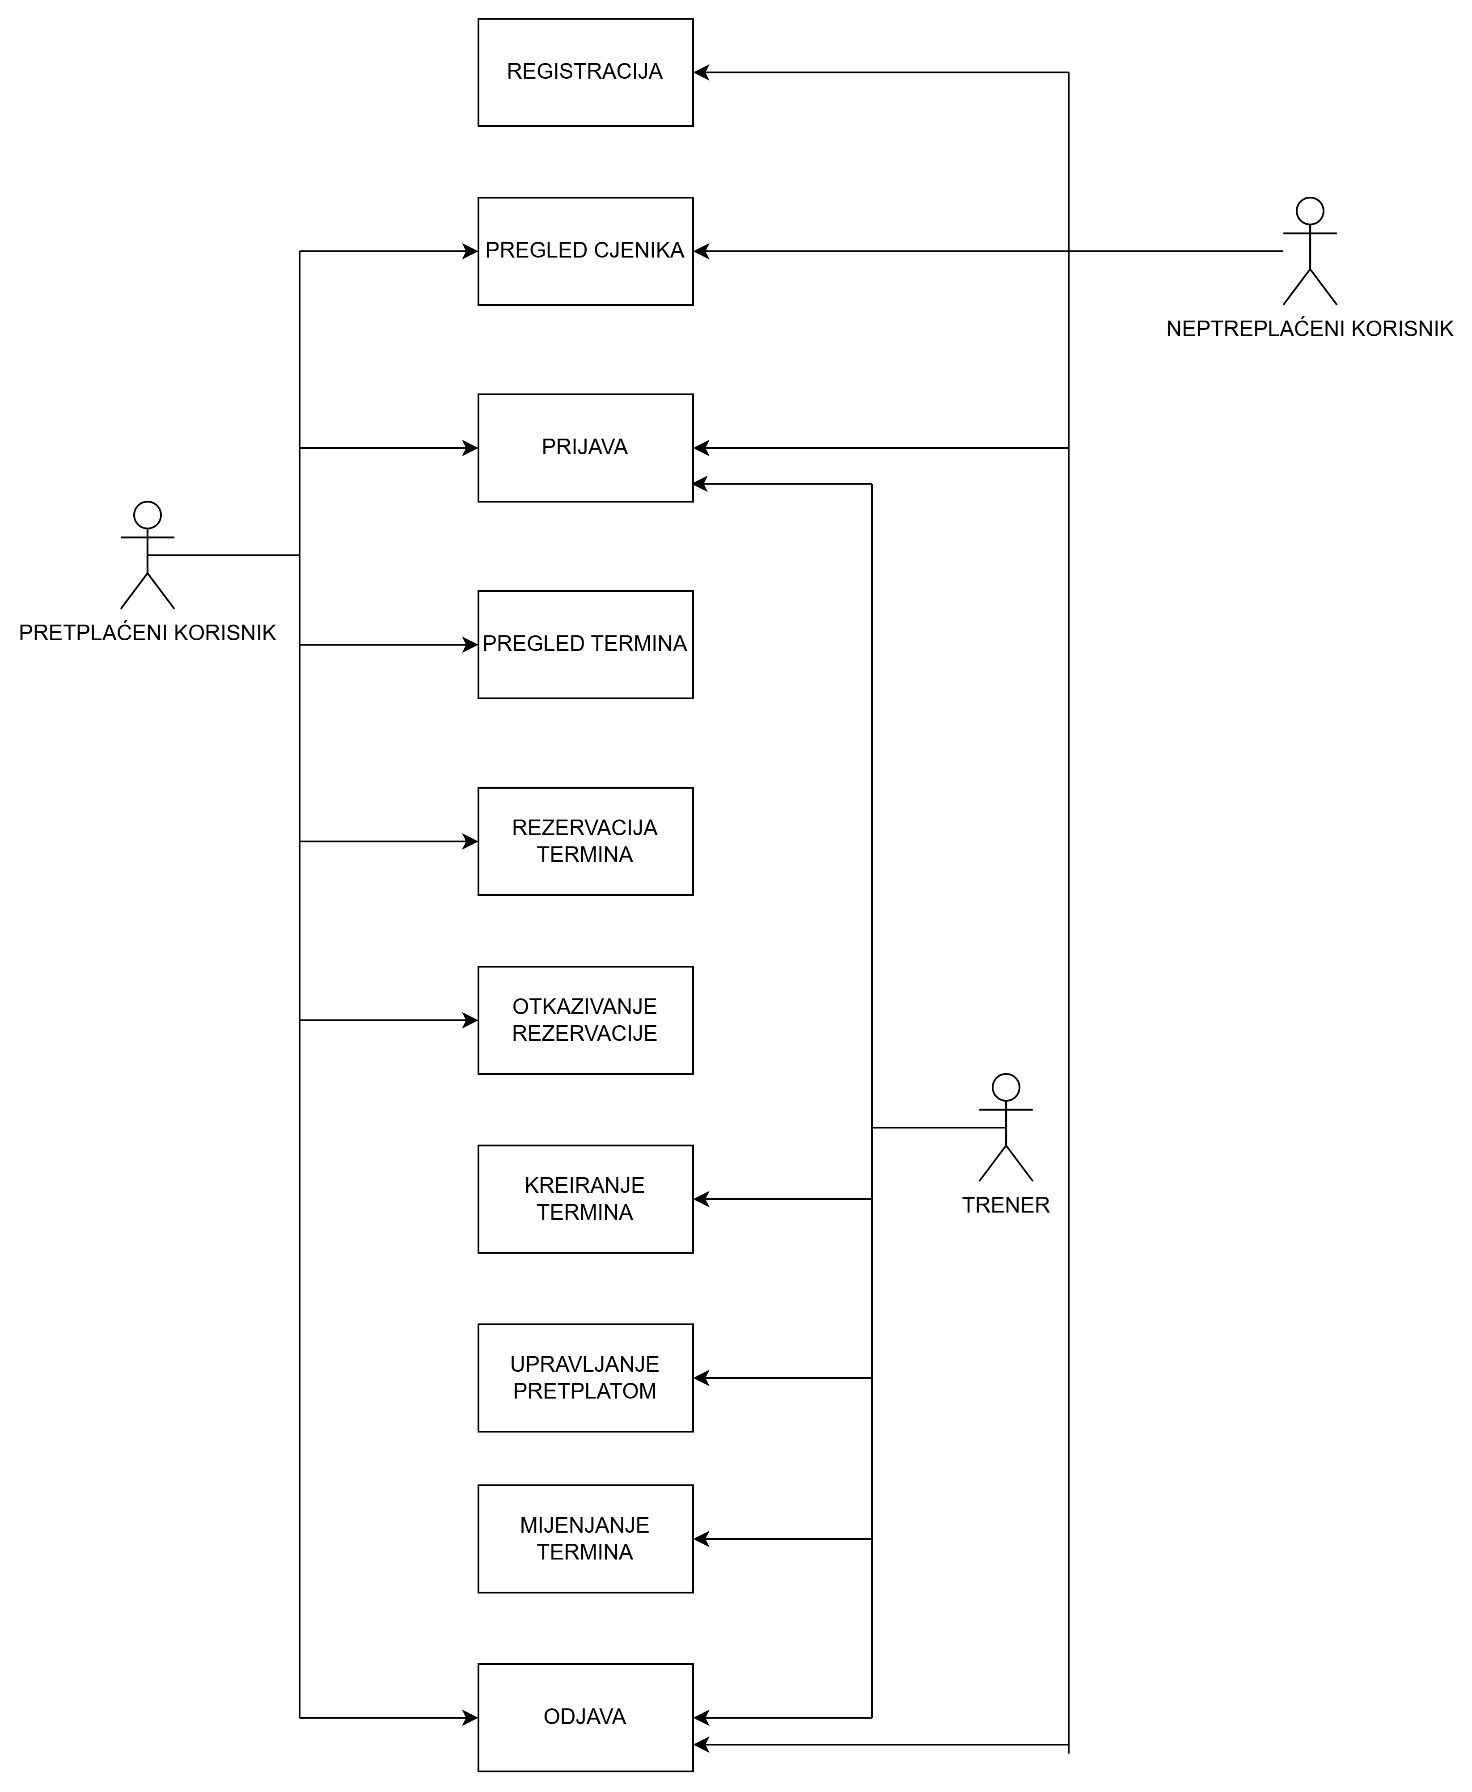 REGISTRACIJA
PREGLED CJENIKA
NEPTREPLAĆENI KORISNIK
PRIJAVA
PRETPLAĆENI KORISNIK
PREGLED TERMINA
REZERVACIJA
TERMINA
OTKAZIVANJE
REZERVACIJE
KREIRANJE
TERMINA
TRENER
UPRAVLJANJE
PRETPLATOM
MIJENJANJE
TERMINA
ODJAVA